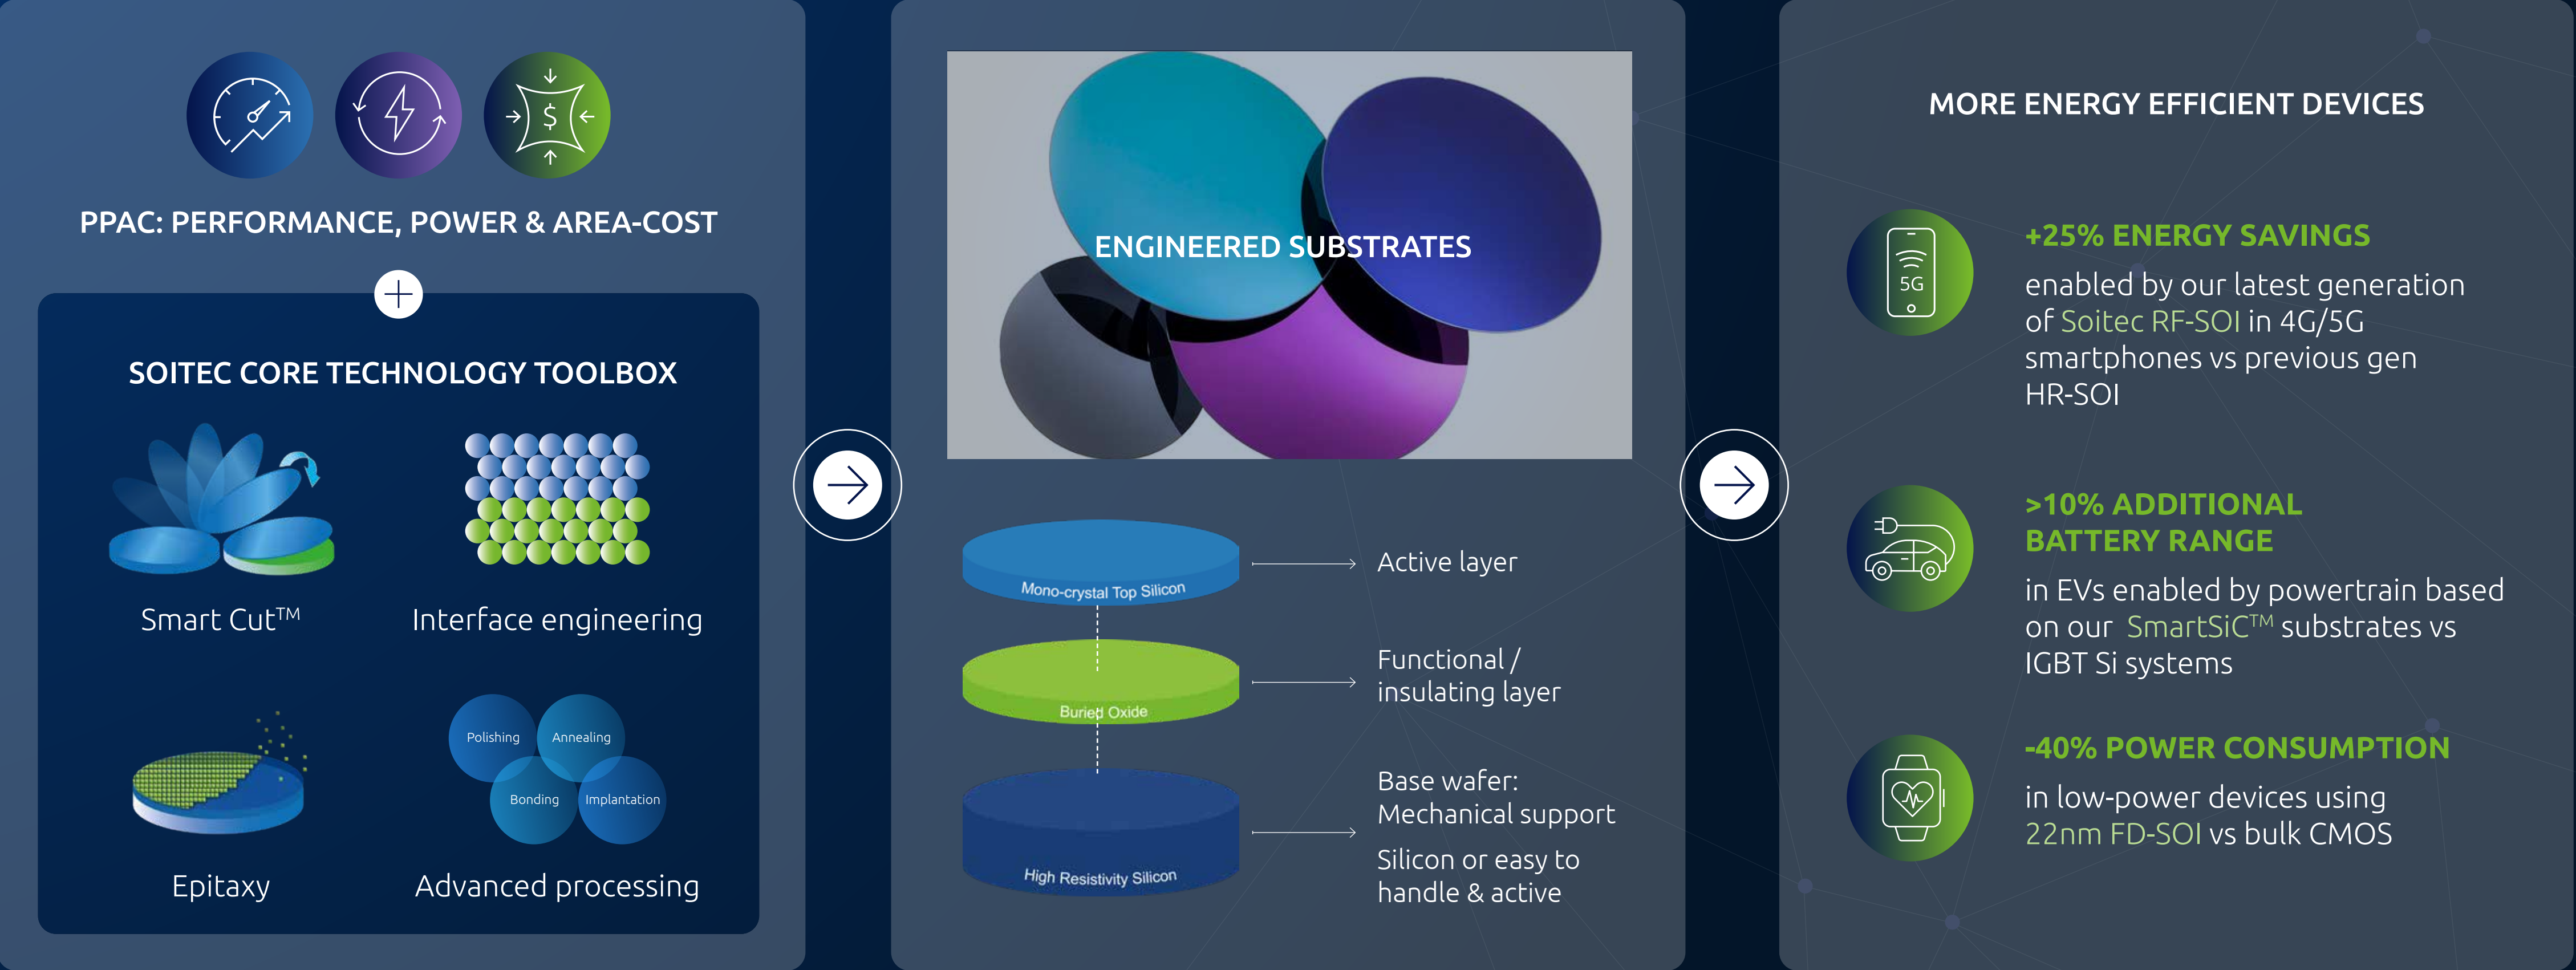 $
PPAC: PERFORMANCE, POWER & AREA-COST
SOITEC CORE TECHNOLOGY TOOLBOX
Smart Cut™
Interface engineering
Polishing
Annealing
Bonding
Implantation
Epitaxy
Advanced processing
ENGINEERED SUBSTRATES
Mono-crystal Top Silicon
Active layer
Buried Oxide
Functional /
insulating layer
High Resistivity Silicon
Base wafer:
Mechanical support
Silicon or easy to
handle & active
MORE ENERGY EFFICIENT DEVICES
5G
+25% ENERGY SAVINGS
enabled by our latest generation
of Soitec RF-SOI in 4G/5G
smartphones vs previous gen
HR-SOI
>10% ADDITIONAL
BATTERY RANGE
in EVs enabled by powertrain based
on our SmartSiC™ substrates vs
IGBT Si systems
-40% POWER CONSUMPTION
in low-power devices using
22nm FD-SOI vs bulk CMOS